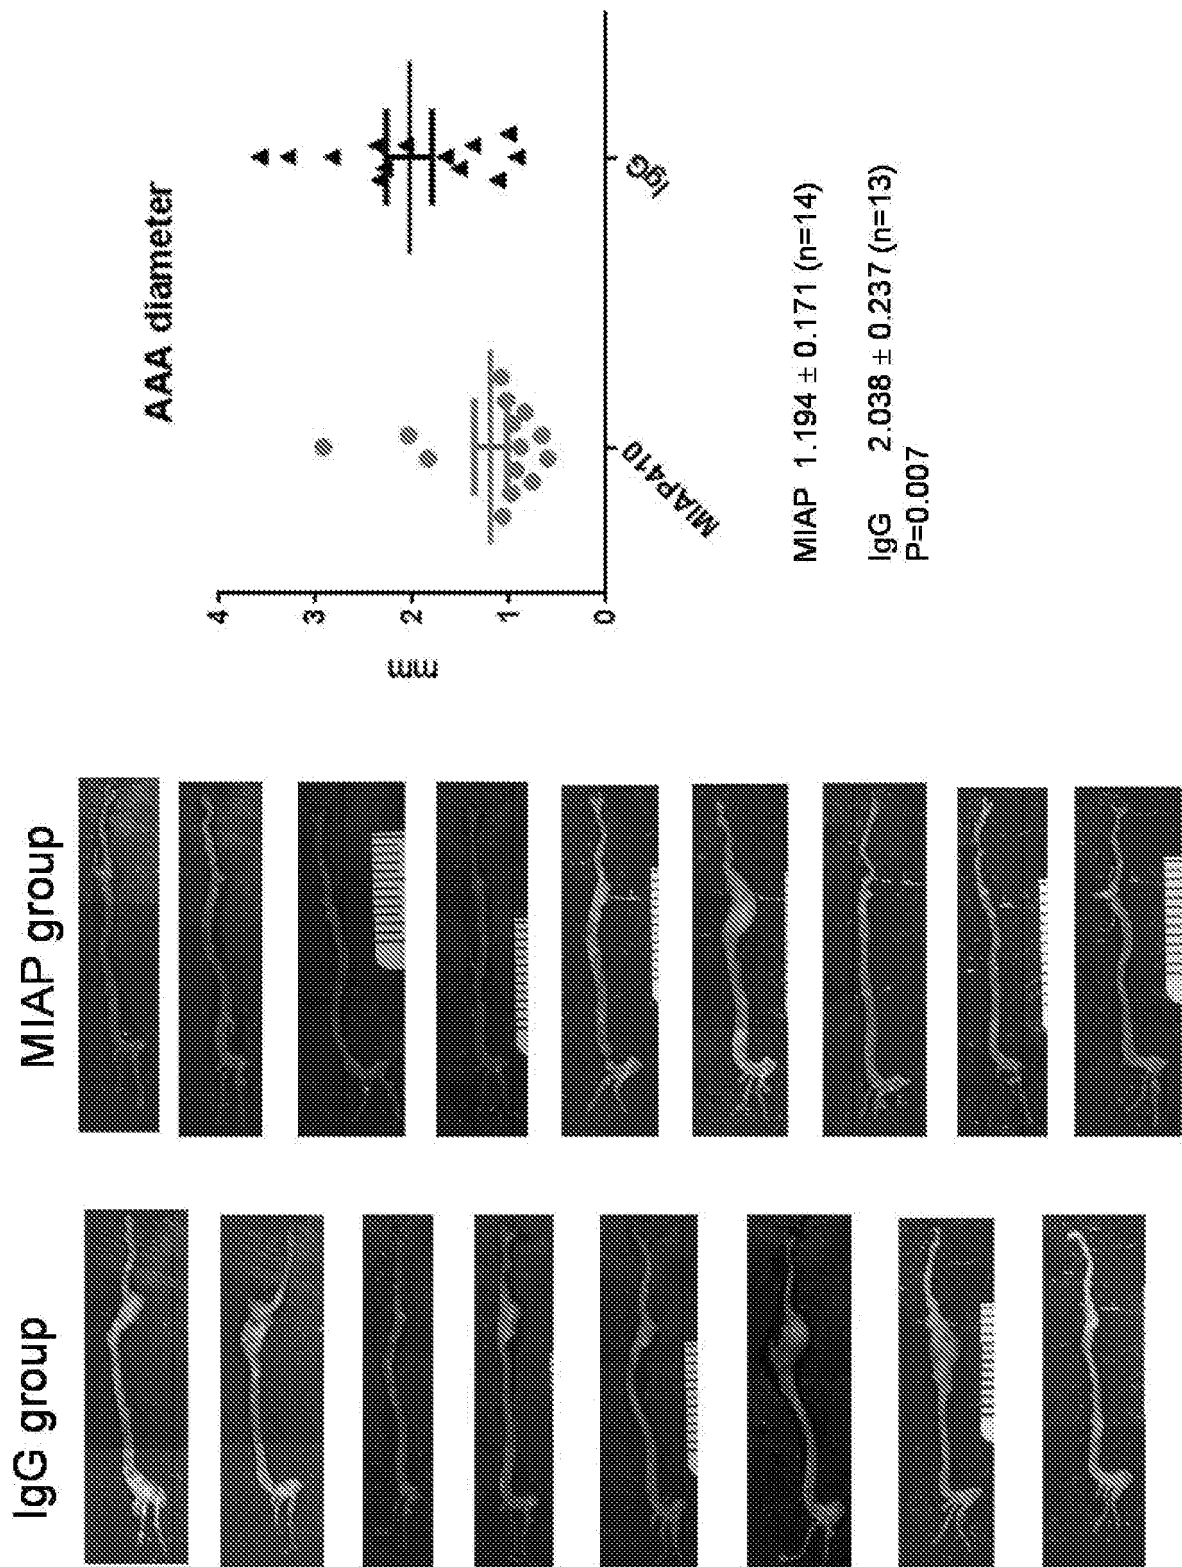 IgG group
MIAP group
AAA diameter
mm
4
3
2
1
0
MIAP410
IgG
MIAP 1.194 ± 0.171 (n=14)
IgG 2.038 ± 0.237 (n=13)
P=0.007